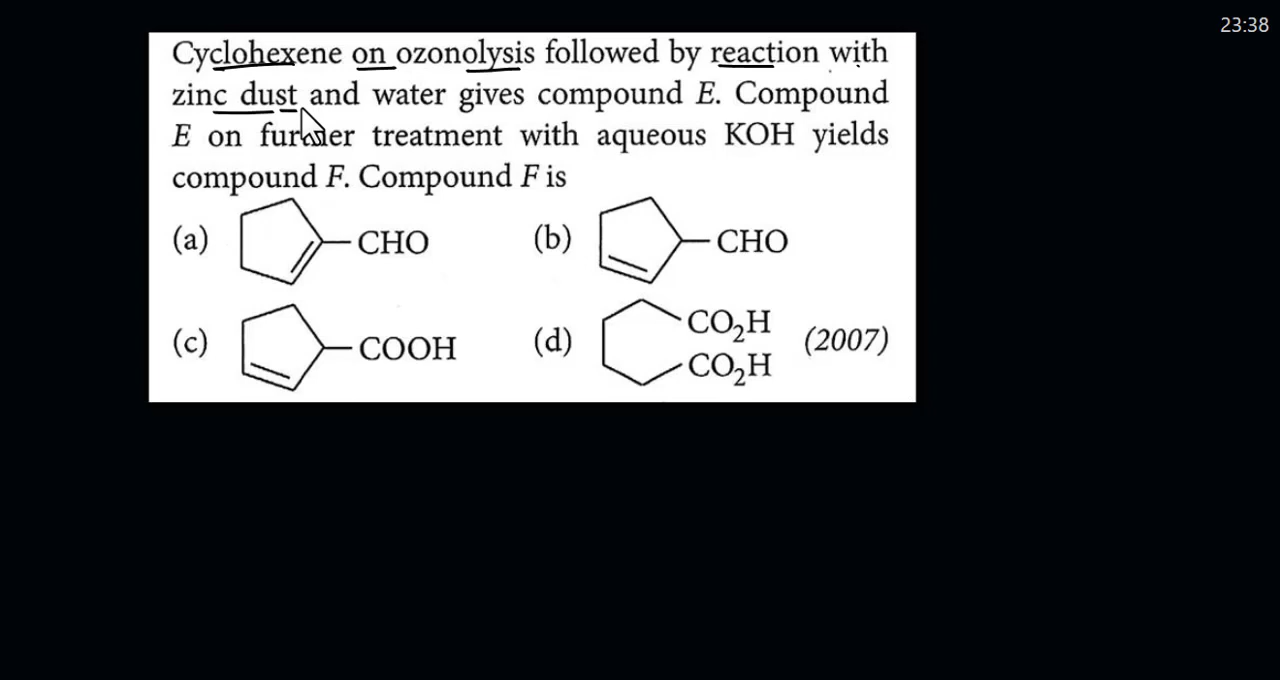 23:38
Cyclohexene on ozonolysis followed by reaction with
zinc dust and water gives compound E. Compound
E on further treatment with aqueous KOH yields
compound F. Compound F is
(a) CHO (b) CHO
(c) COOH (d) CO₂H CO₂H (2007)